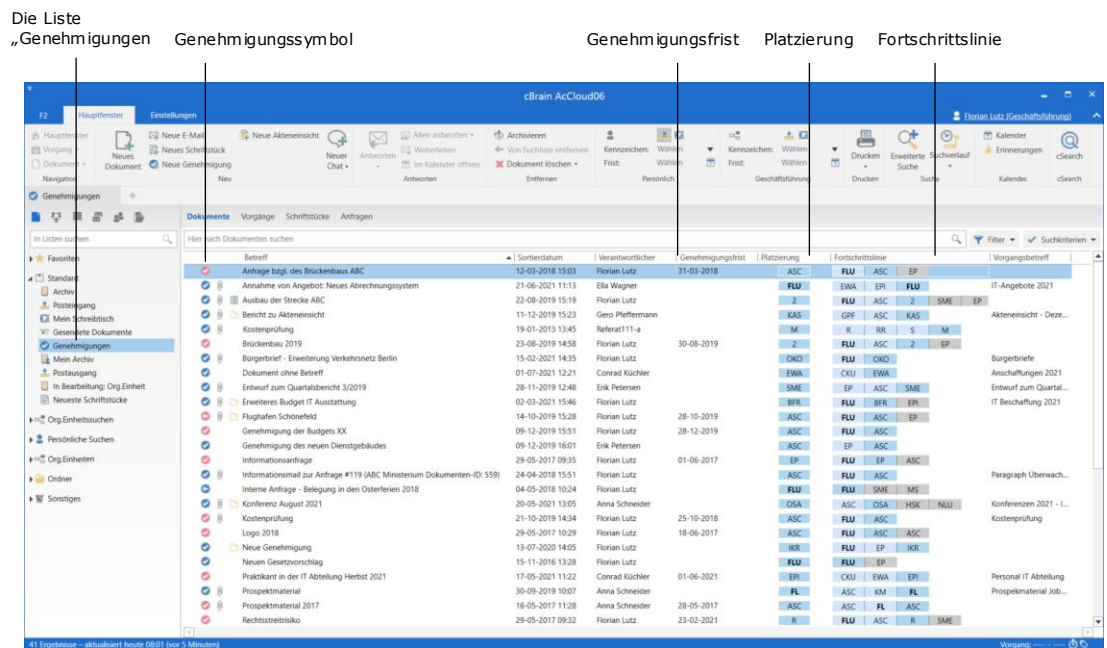 Die Liste
„Genehmigungen Genehmigungssymbol Genehmigungsfrist Platzierung Fortschrittslinie
cBrain AcCloud06
F2 Hauptfenster Einstellungen Florian Lutz (Geschäftsführung)
Hauptfenster Neue E-Mail Neue Akteneinsicht Allen antworten Archivieren Kalender
Vorgang Neues Schriftstück Weiterleiten Von Suchliste entfernen Kennzeichen: Wählen Kennzeichen: Wählen Erinnerungen
Dokument Neues Dokument Neue Genehmigung Neuer Chat Antworten Im Kalender öffnen Dokument löschen Frist: Wählen Frist: Wählen Drucken Erweiterte Suche Suchverlauf cSearch
Navigation Neu Antworten Entfernen Persönlich Geschäftsführung Drucken Suche Kalender cSearch
Genehmigungen +
Dokumente Vorgänge Schriftstücke Anfragen
In Listen suchen Hier nach Dokumenten suchen Filter Suchkriterien
Favoriten
Standard
Archiv
Posteingang
Mein Schreibtisch
Gesendete Dokumente
Genehmigungen
Mein Archiv
Postausgang
In Bearbeitung: Org.Einheit
Neueste Schriftstücke
Org.Einheitssuchen
Persönliche Suchen
Org.Einheiten
Ordner
Sonstiges
Betreff Sortierdatum Verantwortlicher Genehmigungsfrist Platzierung Fortschrittslinie Vorgangsbetreff
Anfrage bzgl. des Brückenbaus ABC 12-03-2018 15:03 Florian Lutz 31-03-2018 ASC FLU ASC EP
Annahme von Angebot: Neues Abrechnungssystem 21-06-2021 11:13 Ella Wagner FLU EWA EPI FLU IT-Angebote 2021
Ausbau der Strecke ABC 22-08-2019 15:19 Florian Lutz 2 FLU ASC 2 SME EP
Bericht zu Akteneinsicht 11-12-2019 15:23 Gero Pfeffermann KAS GPF ASC KAS Akteneinsicht - Deze...
Kostenprüfung 19-01-2013 13:45 Referat111-a M R RR S M
Brückenbau 2019 23-08-2019 14:58 Florian Lutz 30-08-2019 2 FLU ASC 2 EP
Bürgerbrief - Erweiterung Verkehrsnetz Berlin 15-02-2021 14:35 Florian Lutz OKO FLU OKO Bürgerbriefe
Dokument ohne Betreff 01-07-2021 12:21 Conrad Küchler EWA CKU EWA Anschaffungen 2021
Entwurf zum Quartalsbericht 3/2019 28-11-2019 12:48 Erik Petersen SME EP ASC SME Entwurf zum Quartal...
Erweiteres Budget IT Ausstattung 02-03-2021 15:46 Florian Lutz BFR FLU BFR EPI IT Beschaffung 2021
Flughafen Schönefeld 14-10-2019 15:28 Florian Lutz 28-10-2019 ASC FLU ASC EP
Genehmigung der Budgets XX 09-12-2019 15:51 Florian Lutz 28-12-2019 ASC FLU ASC
Genehmigung des neuen Dienstgebäudes 09-12-2019 16:01 Erik Petersen ASC EP ASC
Informationsanfrage 29-05-2017 09:35 Florian Lutz 01-06-2017 EP FLU EP ASC
Informationsmail zur Anfrage #119 (ABC Ministerium Dokumenten-ID: 559) 24-04-2018 15:51 Florian Lutz ASC FLU ASC Paragraph Überwach...
Interne Anfrage - Belegung in den Osterferien 2018 04-05-2018 10:24 Florian Lutz FLU FLU SME MS
Konferenz August 2021 20-05-2021 13:05 Anna Schneider OSA ASC OSA HSK NLU Konferenzen 2021 - I...
Kostenprüfung 21-10-2019 14:34 Florian Lutz 25-10-2018 ASC FLU ASC Kostenprüfung
Logo 2018 29-05-2017 10:29 Florian Lutz 18-06-2017 ASC FLU ASC ASC
Neue Genehmigung 13-07-2020 14:05 Florian Lutz IKR FLU EP IKR
Neuen Gesetzvorschlag 15-11-2016 13:28 Florian Lutz FLU FLU EP
Praktikant in der IT Abteilung Herbst 2021 17-05-2021 11:22 Conrad Küchler 01-06-2021 EPI CKU EWA EPI Personal IT Abteilung
Prospektmaterial 30-09-2019 10:07 Anna Schneider FL ASC KM FL Prospekmaterial Job...
Prospektmaterial 2017 16-05-2017 11:28 Anna Schneider 28-05-2017 ASC ASC FL ASC
Rechtsstreitrisiko 29-05-2017 09:32 Florian Lutz 23-02-2021 R FLU ASC R SME
41 Ergebnisse – aktualisiert heute 08:01 (vor 5 Minuten) Vorgang: ---- - ----